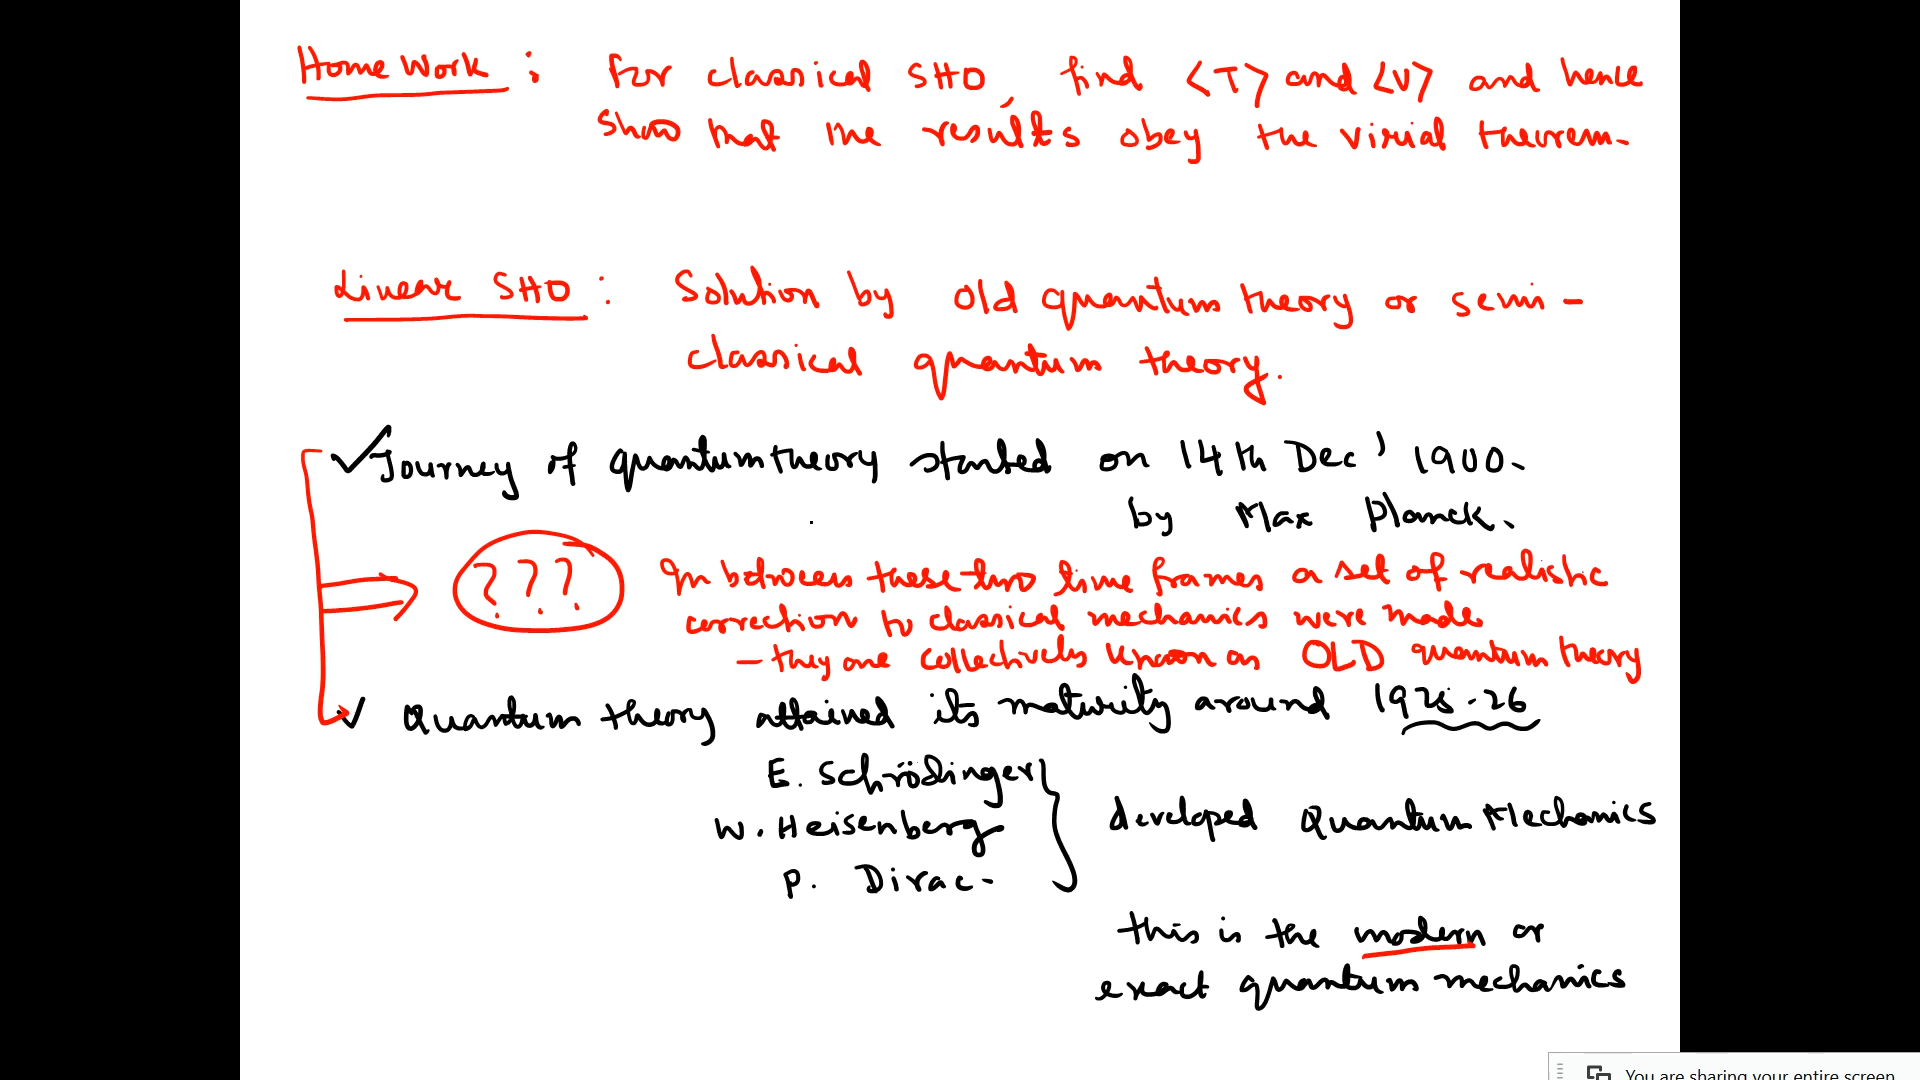 Home Work : For classical SHO, find <T> and <V> and hence
show that the results obey the virial theorem.
Linear SHO : Solution by old quantum theory or semi-
classical quantum theory.
✓ Journey of quantum theory started on 14th Dec' 1900.
by Max Planck.
??? In between these two time frames a set of realistic
correction to classical mechanics were made
- they are collectively known as OLD quantum theory
✓ Quantum theory attained its maturity around 1925-26
E. Schrödinger
W. Heisenberg
P. Dirac.
} developed Quantum Mechanics
this is the modern or
exact quantum mechanics
You are sharing your entire screen